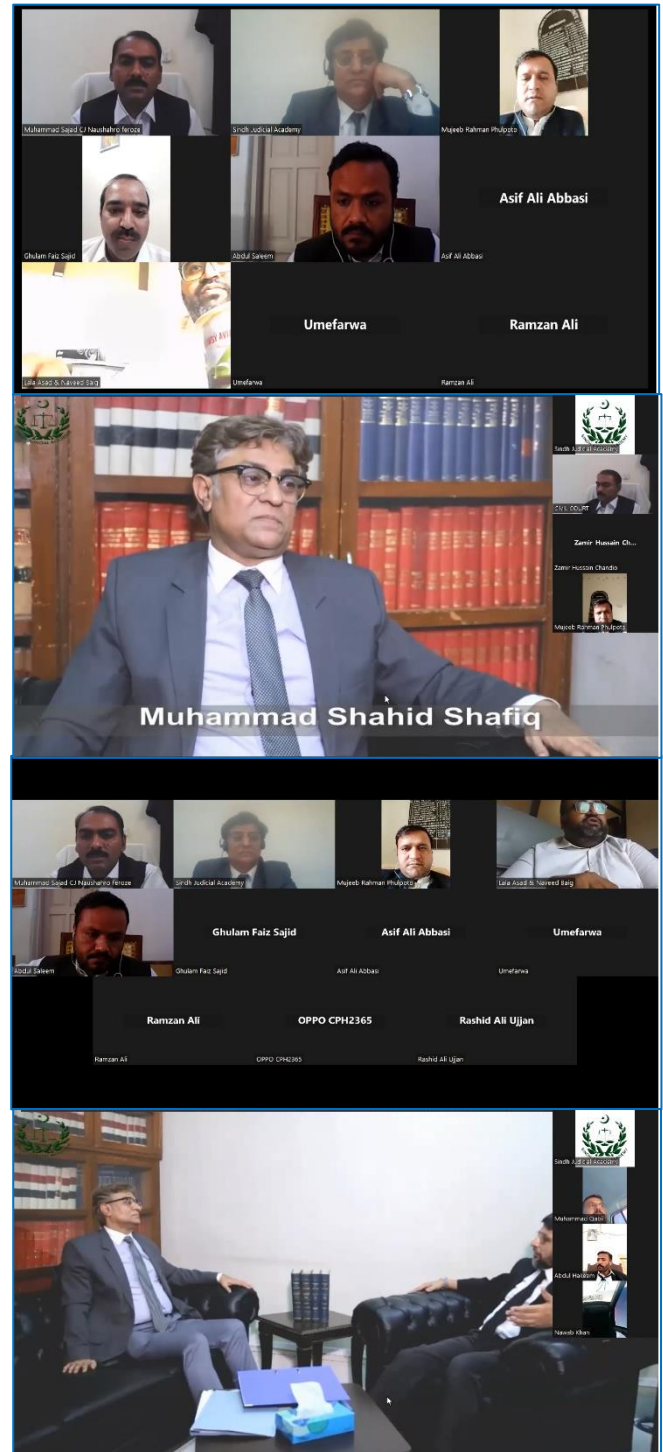 Muhammad Sajad CJ Naushahro feroze
Sindh Judicial Academy
Mujeeb Rahman Phulpoto
Ghulam Faiz Sajid
Abdul Saleem
Asif Ali Abbasi
Asif Ali Abbasi
Lala Asad & Naveed Baig
Umefarwa
Umefarwa
Ramzan Ali
Ramzan Ali
Muhammad Shahid Shafiq
Sindh Judicial Academy
CIVIL COURT
Zamir Hussain Ch...
Zamir Hussain Chandio
Mujeeb Rahman Phulpoto
Muhammad Sajad CJ Naushahro feroze
Sindh Judicial Academy
Mujeeb Rahman Phulpoto
Lala Asad & Naveed Baig
Abdul Saleem
Ghulam Faiz Sajid
Ghulam Faiz Sajid
Asif Ali Abbasi
Asif Ali Abbasi
Umefarwa
Umefarwa
Ramzan Ali
Ramzan Ali
OPPO CPH2365
OPPO CPH2365
Rashid Ali Ujjan
Rashid Ali Ujjan
Sindh Judicial Academy
Muhammad Qabil
Abdul Hakeem
Nawab Khan